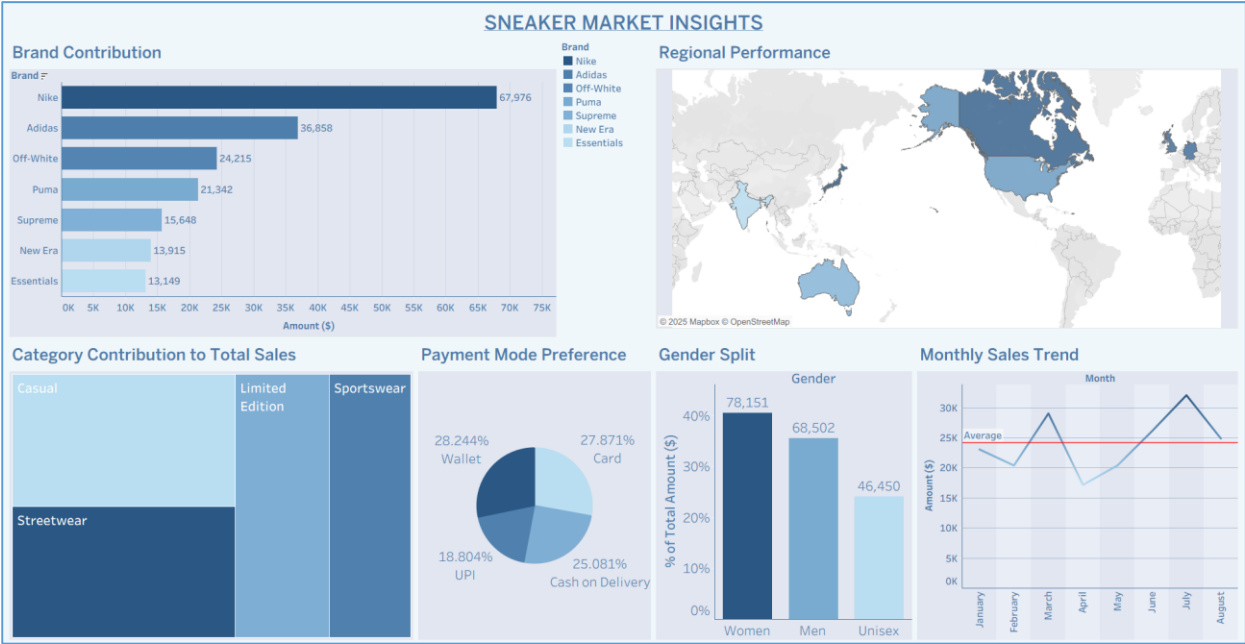 SNEAKER MARKET INSIGHTS
Brand Contribution
Brand
Nike
67,976
Adidas
36,858
Off-White
24,215
Puma
21,342
Supreme
15,648
New Era
13,915
Essentials
13,149
0K 5K 10K 15K 20K 25K 30K 35K 40K 45K 50K 55K 60K 65K 70K 75K
Amount ($)
Brand
Nike
Adidas
Off-White
Puma
Supreme
New Era
Essentials
Regional Performance
© 2025 Mapbox © OpenStreetMap
Category Contribution to Total Sales
Casual
Streetwear
Limited
Edition
Sportswear
Payment Mode Preference
28.244%
Wallet
27.871%
Card
18.804%
UPI
25.081%
Cash on Delivery
Gender Split
Gender
% of Total Amount ($)
40%
30%
20%
10%
0%
78,151
68,502
46,450
Women
Men
Unisex
Monthly Sales Trend
Month
Amount ($)
30K
25K
20K
15K
10K
5K
0K
Average
January
February
March
April
May
June
July
August